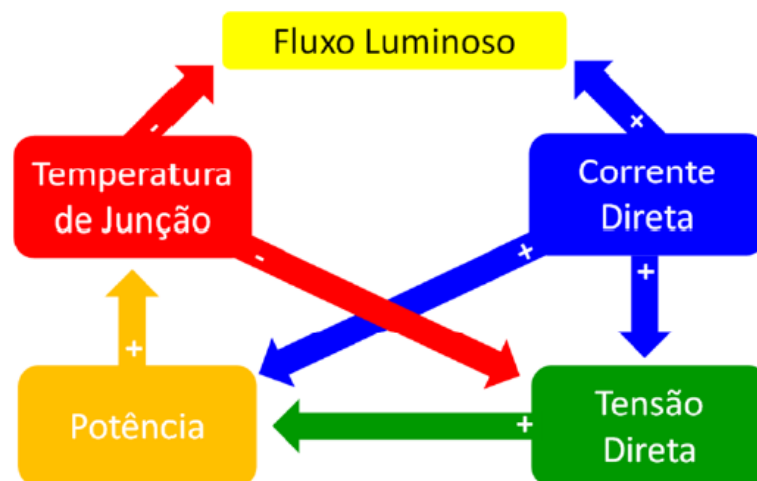 Fluxo Luminoso
-
+
Temperatura
de Junção
Corrente
Direta
-
+
+
+
Potência
+
Tensão
Direta